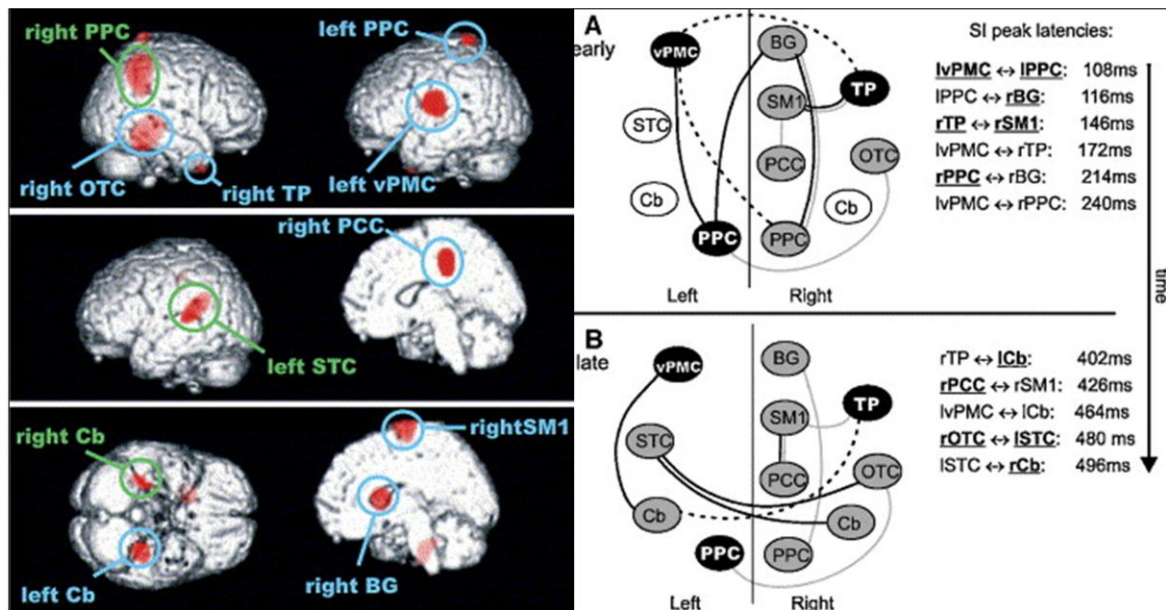 right PPC
left PPC
right OTC
right TP
left vPMC
right PCC
left STC
right Cb
rightSM1
left Cb
right BG
A
early
vPMC
BG
TP
SM1
STC
PCC
OTC
Cb
Cb
PPC
PPC
Left
Right
SI peak latencies:
lvPMC ↔ lPPC: 108ms
lPPC ↔ rBG: 116ms
rTP ↔ rSM1: 146ms
lvPMC ↔ rTP: 172ms
rPPC ↔ rBG: 214ms
lvPMC ↔ rPPC: 240ms
time
B
late
vPMC
BG
TP
SM1
STC
PCC
OTC
Cb
Cb
PPC
PPC
Left
Right
rTP ↔ lCb: 402ms
rPCC ↔ rSM1: 426ms
lvPMC ↔ lCb: 464ms
rOTC ↔ lSTC: 480 ms
lSTC ↔ rCb: 496ms